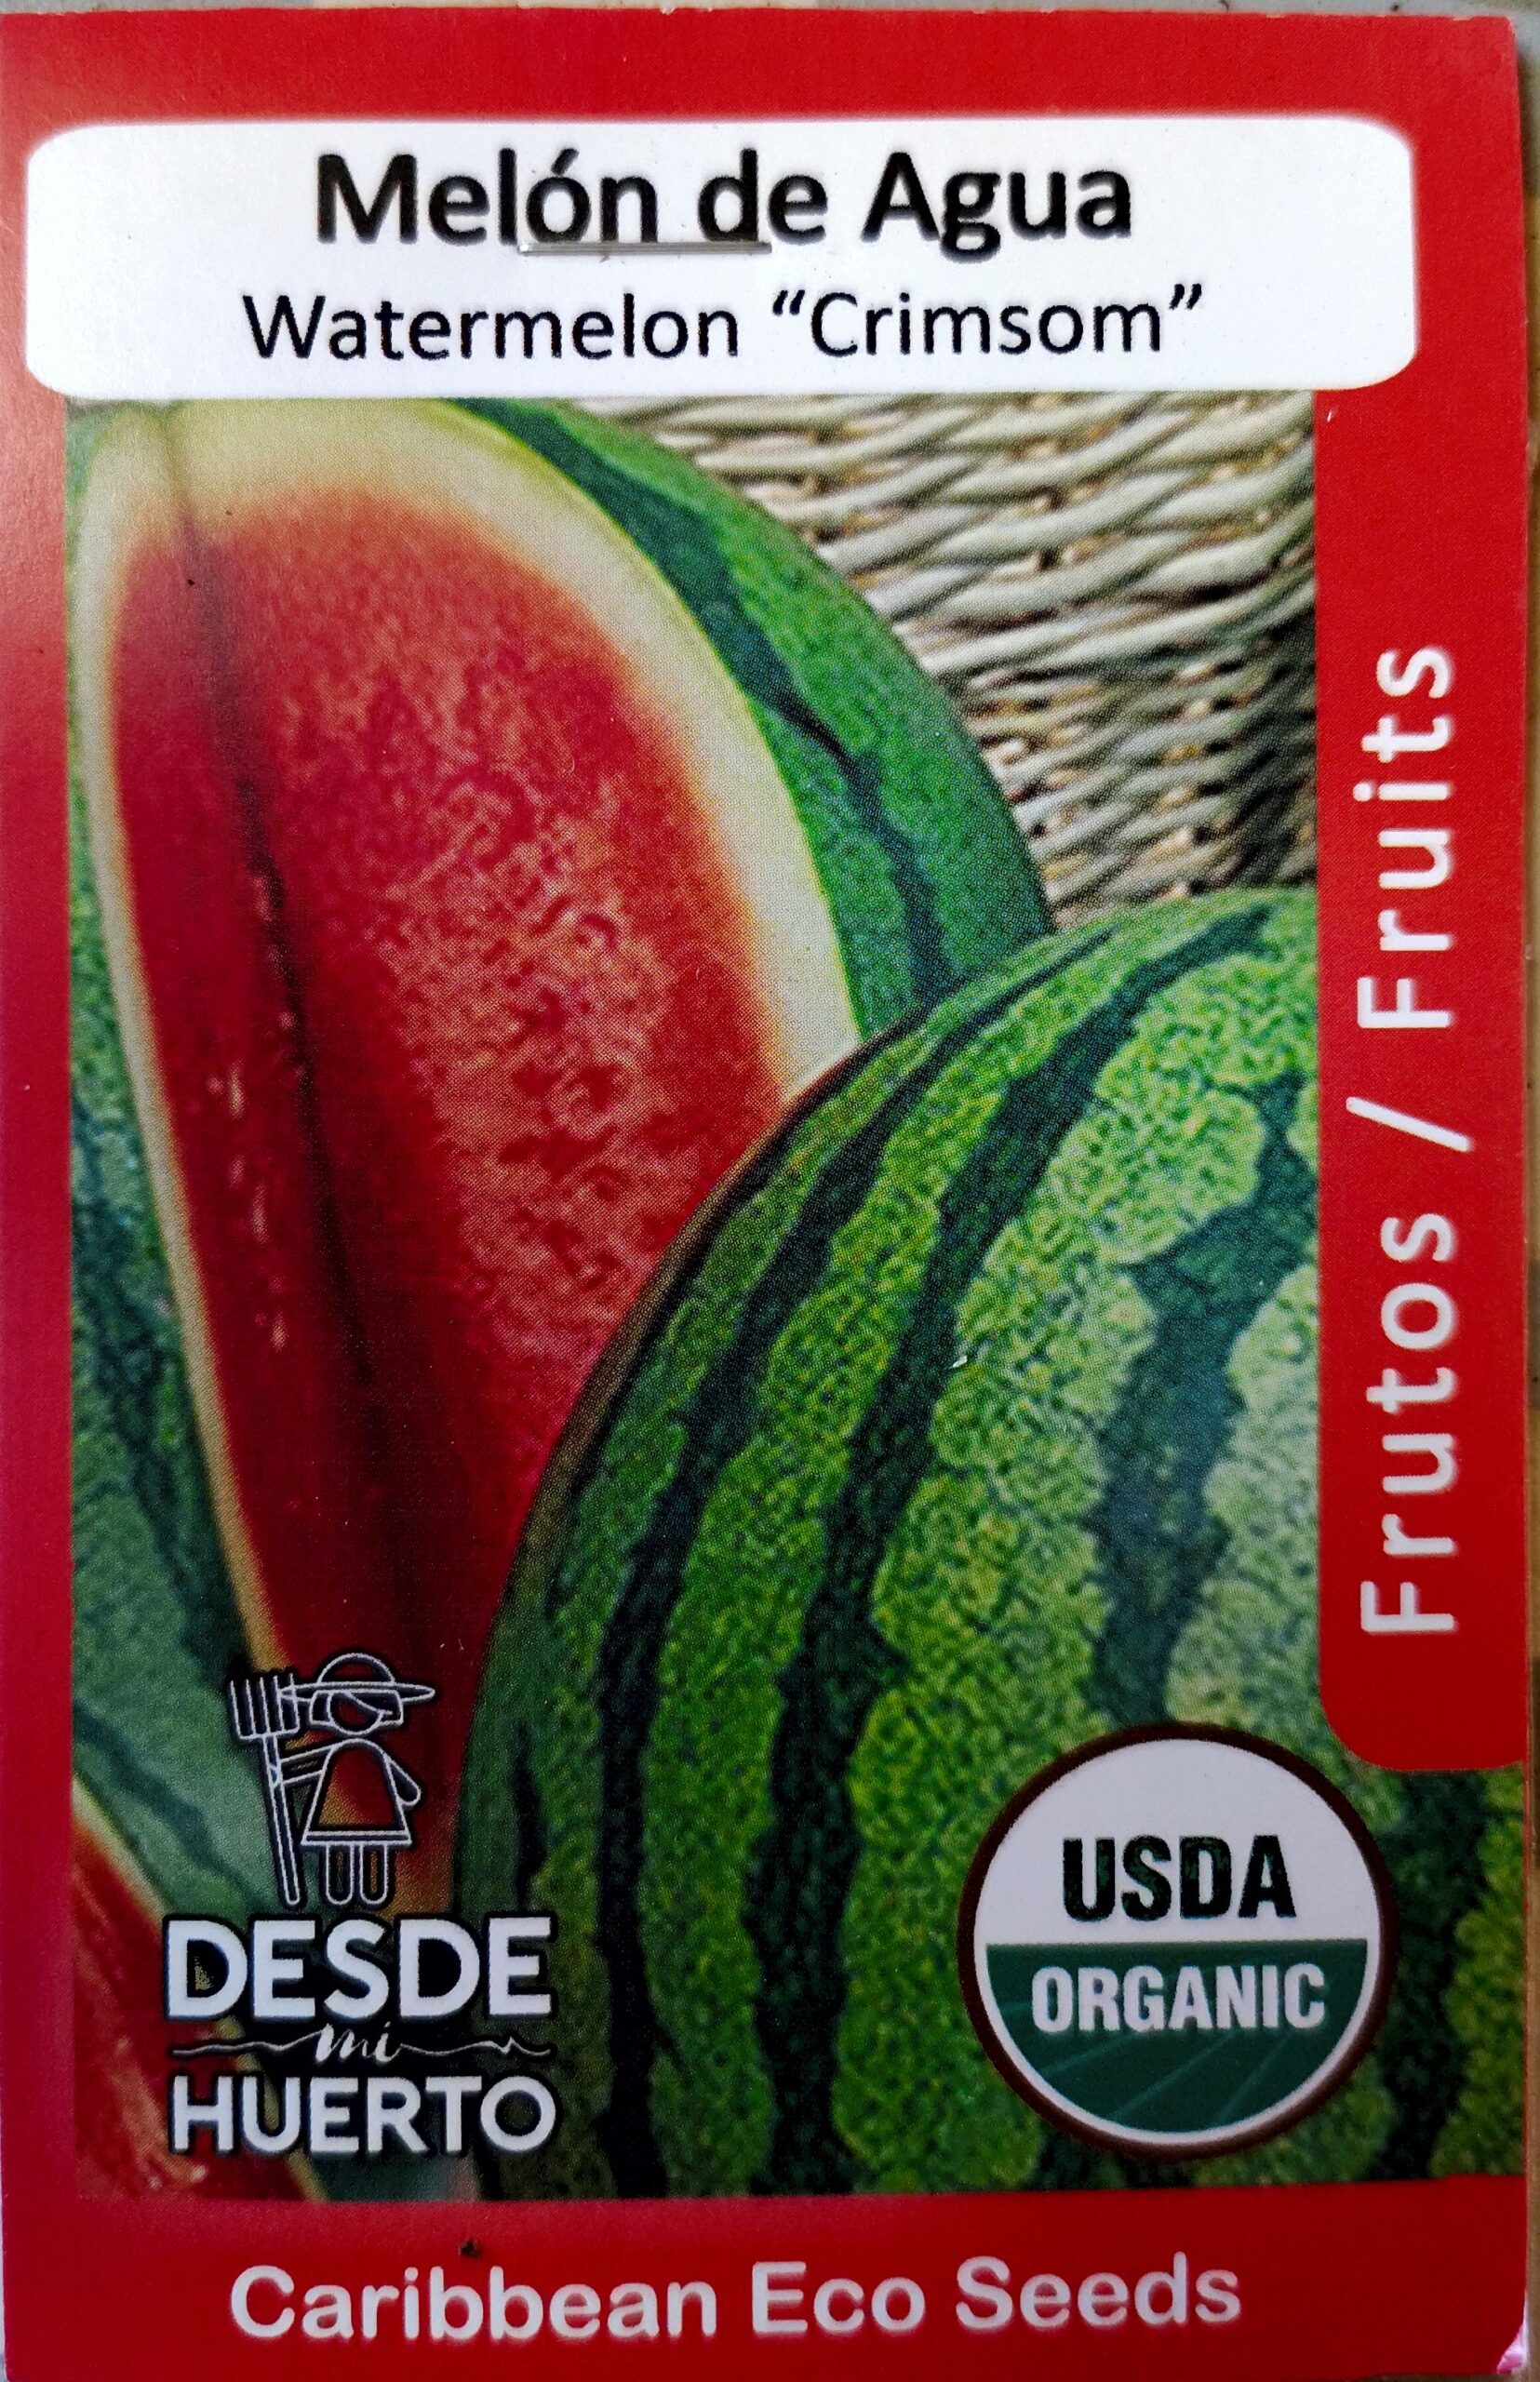 Melón de Agua
Watermelon “Crimsom”
Frutos / Fruits
DESDE
mi
HUERTO
USDA
ORGANIC
Caribbean Eco Seeds